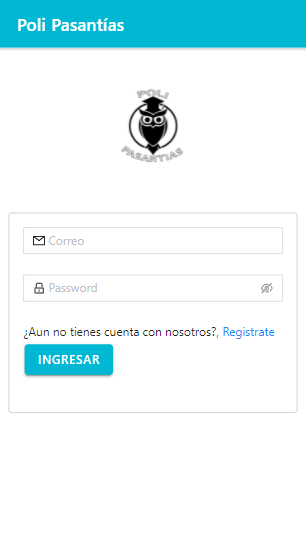 Poli Pasantías
POLI
PASANTIAS
Correo
Password
¿Aun no tienes cuenta con nosotros?, Registrate
INGRESAR